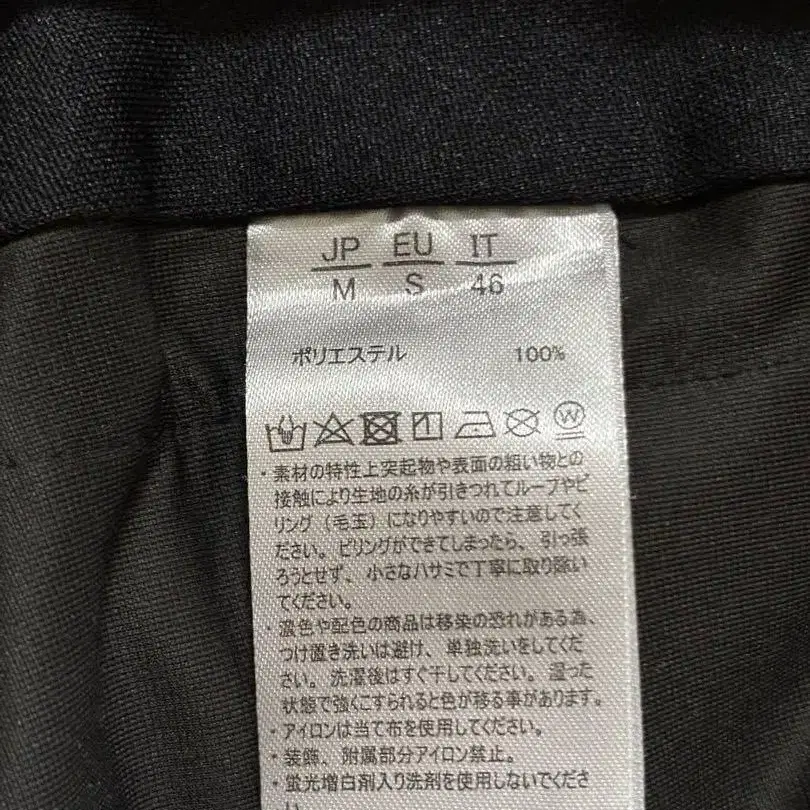 JP EU IT
M S 46
ポリエステル 100%
W
・素材の特性上突起物や表面の粗い物との
接触により生地の糸が引きつれてループやピ
リング（毛玉）になりやすいので注意してく
ださい。ピリングができてしまったら、引っ張
ろうとせず、小さなハサミで丁寧に取り除い
てください。
・濃色や配色の商品は移染の恐れがある為、
つけ置き洗いは避け、単独洗いをしてくだ
さい。洗濯後はすぐ干してください。湿った
状態で強くこすられると色が移る事があります。
・アイロンは当て布を使用してください。
・装飾、附属部分アイロン禁止。
・蛍光増白剤入り洗剤を使用しないでくださ
い